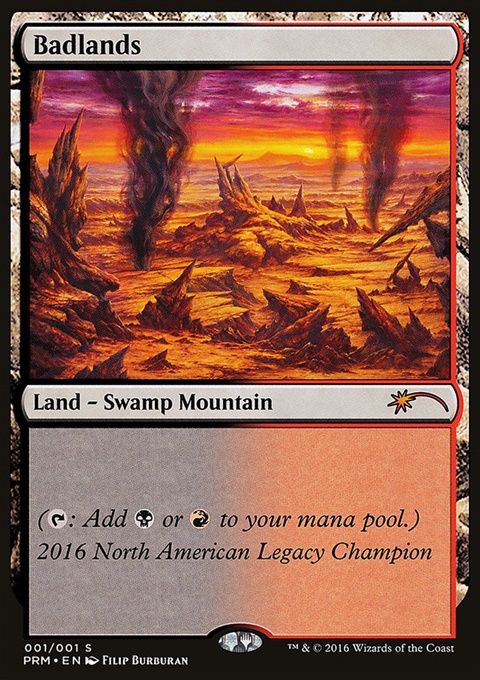 Badlands
Land – Swamp Mountain
(: Add or to your mana pool.)
2016 North American Legacy Champion
001/001 S
PRM • EN Filip Burburan
™ & © 2016 Wizards of the Coast